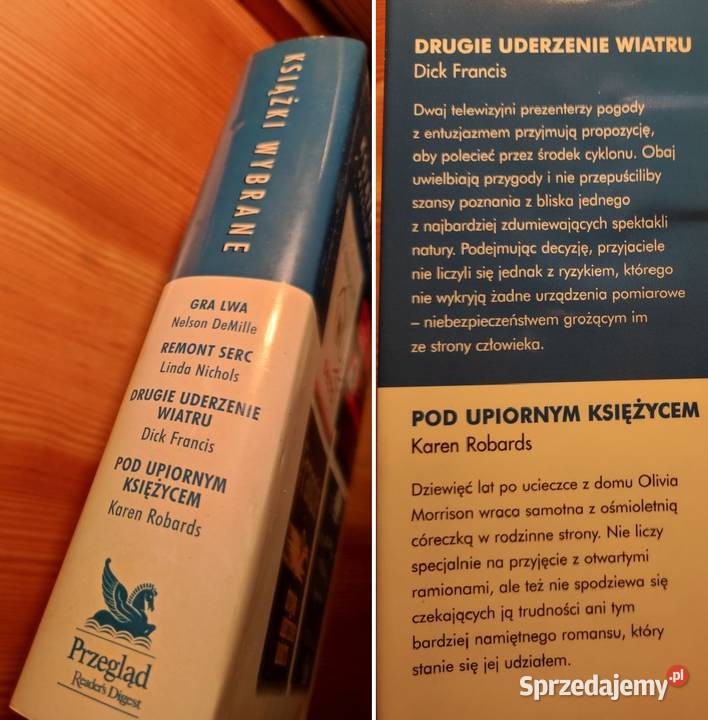 KSIĄŻKI WYBRANE
GRA LWA
Nelson DeMille
REMONT SERC
Linda Nichols
DRUGIE UDERZENIE
WIATRU
Dick Francis
POD UPIORNYM
KSIĘŻYCEM
Karen Robards
Przegląd
Reader's Digest
DRUGIE UDERZENIE WIATRU
Dick Francis
Dwaj telewizyjni prezenterzy pogody
z entuzjazmem przyjmują propozycję,
aby polecieć przez środek cyklonu. Obaj
uwielbiają przygody i nie przepuściliby
szansy poznania z bliska jednego
z najbardziej zdumiewających spektakli
natury. Podejmując decyzję, przyjaciele
nie liczyli się jednak z ryzykiem, którego
nie wykryją żadne urządzenia pomiarowe
– niebezpieczeństwem grożącym im
ze strony człowieka.
POD UPIORNYM KSIĘŻYCEM
Karen Robards
Dziewięć lat po ucieczce z domu Olivia
Morrison wraca samotna z ośmioletnią
córeczką w rodzinne strony. Nie liczy
specjalnie na przyjęcie z otwartymi
ramionami, ale też nie spodziewa się
czekających ją trudności ani tym
bardziej namiętnego romansu, który
stanie się jej udziałem.
Sprzedajemy.pl